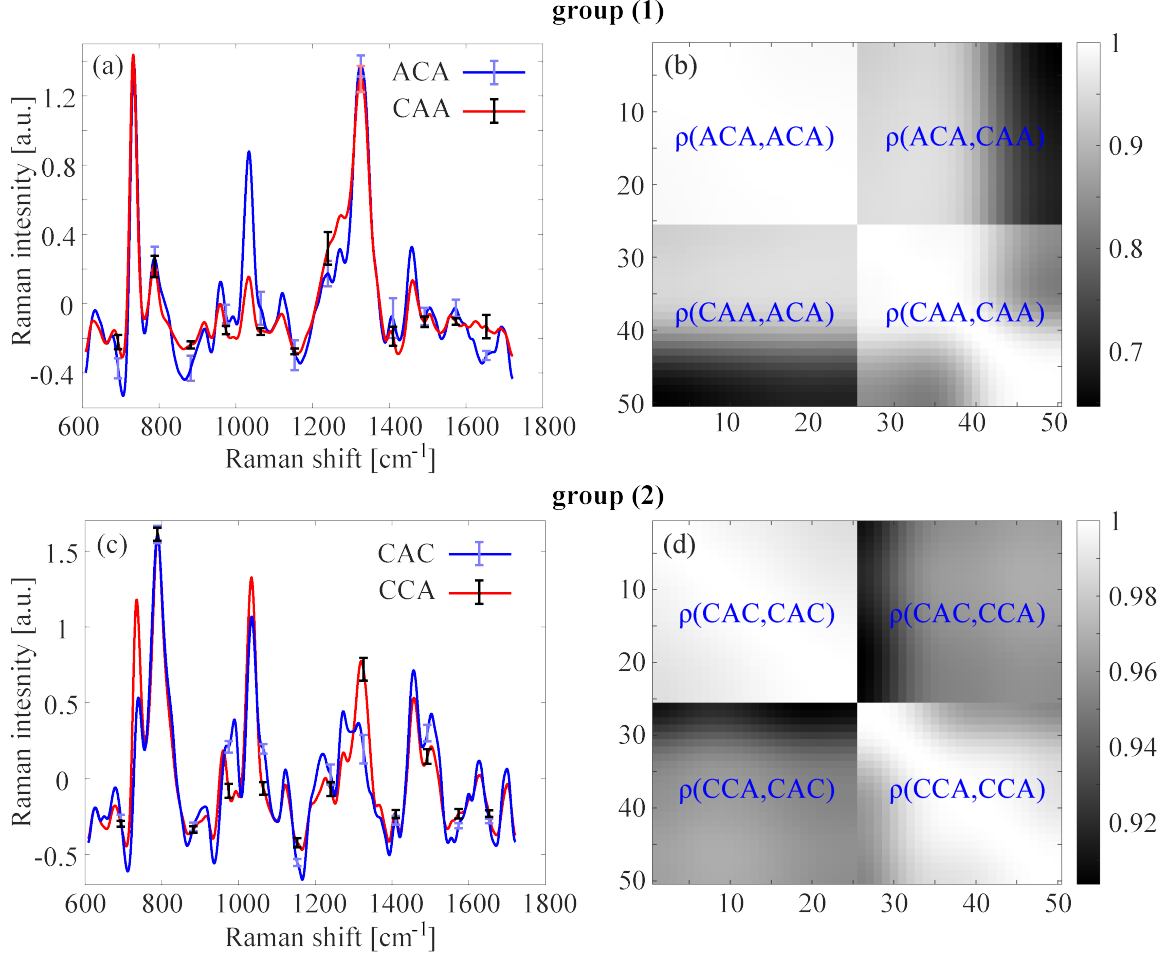 group (1)
(a)
ACA
CAA
1.2
0.8
0.4
0
-0.4
Raman intesnity [a.u.]
600 800 1000 1200 1400 1600 1800
Raman shift [cm-1]
(b)
ρ(ACA,ACA) ρ(ACA,CAA)
ρ(CAA,ACA) ρ(CAA,CAA)
10
20
30
40
50
10 20 30 40 50
1
0.9
0.8
0.7
group (2)
(c)
CAC
CCA
1.5
1
0.5
0
-0.5
Raman intesnity [a.u.]
600 800 1000 1200 1400 1600 1800
Raman shift [cm-1]
(d)
ρ(CAC,CAC) ρ(CAC,CCA)
ρ(CCA,CAC) ρ(CCA,CCA)
10
20
30
40
50
10 20 30 40 50
1
0.98
0.96
0.94
0.92